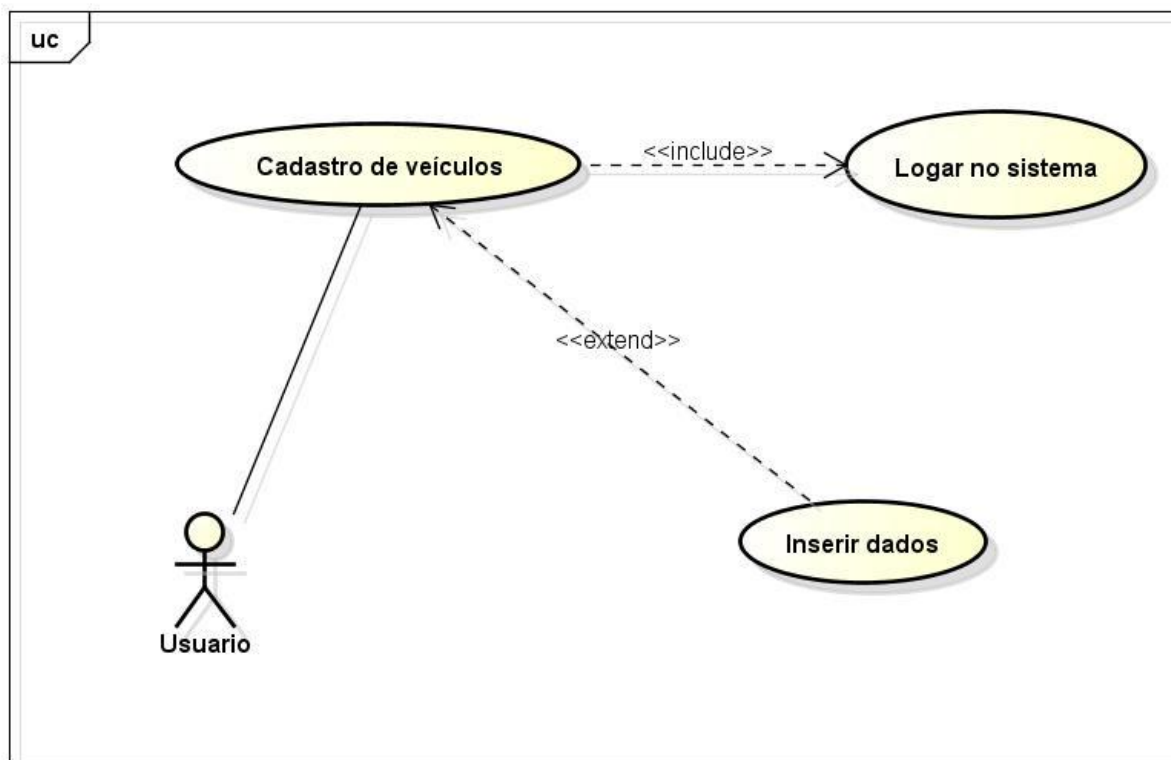 uc
Cadastro de veículos
<<include>>
Logar no sistema
<<extend>>
Inserir dados
Usuario